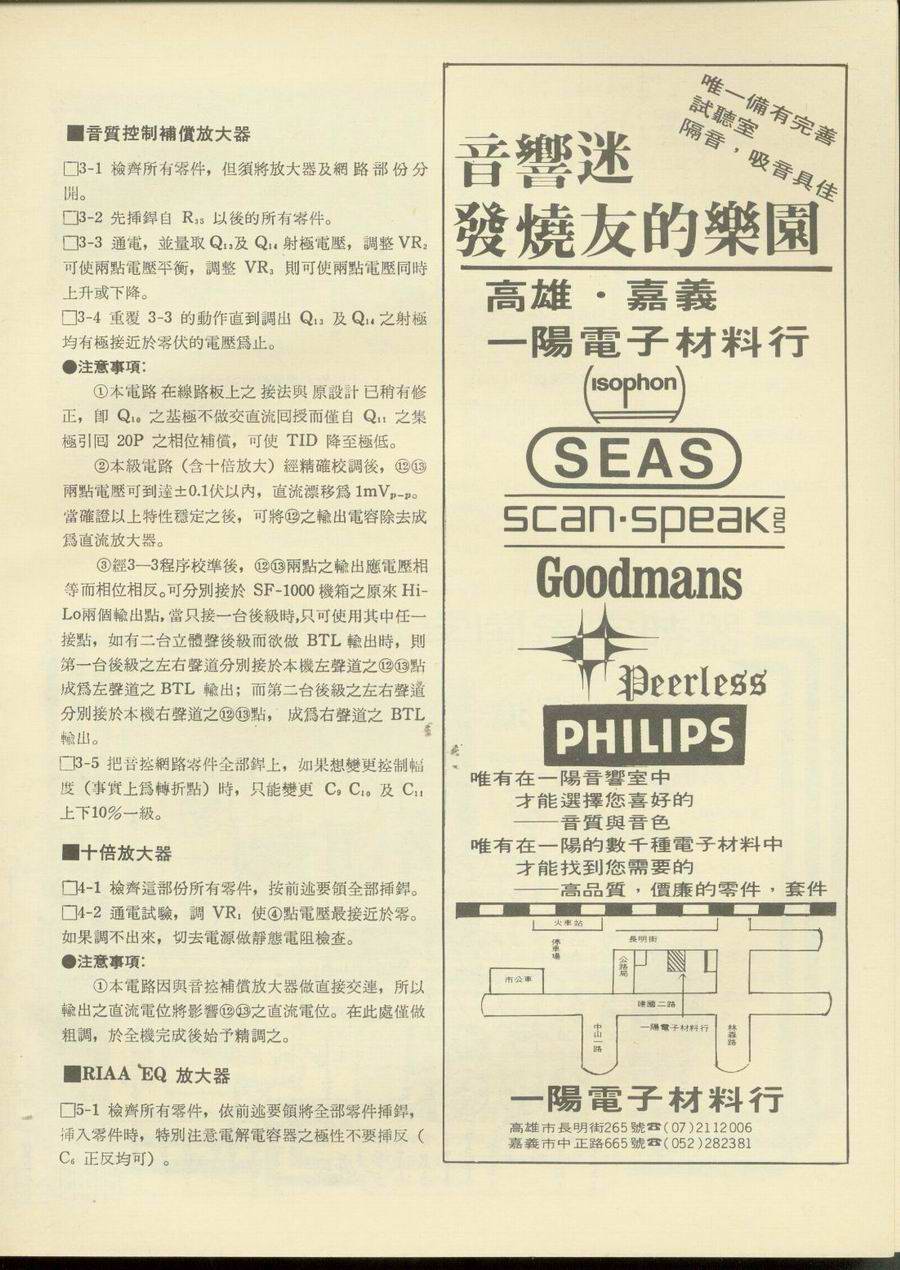 ■音質控制補償放大器
□3-1 檢齊所有零件，但須將放大器及網路部份分
開。
□3-2 先揷銲自 R₃₅ 以後的所有零件。
□3-3 通電，並量取 Q₁₃及 Q₁₄ 射極電壓，調整 VR₂
可使兩點電壓平衡，調整 VR₃ 則可使兩點電壓同時
上升或下降。
□3-4 重覆 3-3 的動作直到調出 Q₁₃ 及 Q₁₄ 之射極
均有極接近於零伏的電壓爲止。
●注意事項：
①本電路在線路板上之接法與原設計已稍有修
正，卽 Q₁₀ 之基極不做交直流回授而僅自 Q₁₁ 之集
極引回 20P 之相位補償，可使 TID 降至極低。
②本級電路（含十倍放大）經精確校調後，⑫⑬
兩點電壓可到達±0.1伏以內，直流漂移爲 1mVₚ₋ₚ。
當確證以上特性穩定之後，可將⑫之輸出電容除去成
爲直流放大器。
③經3—3程序校準後，⑫⑬兩點之輸出應電壓相
等而相位相反。可分別接於 SF-1000 機箱之原來 Hi-
Lo兩個輸出點，當只接一台後級時，只可使用其中任一
接點，如有二台立體聲後級而欲做 BTL 輸出時，則
第一台後級之左右聲道分別接於本機左聲道之⑫⑬點
成爲左聲道之 BTL 輸出；而第二台後級之左右聲道
分別接於本機右聲道之⑫⑬點，成爲右聲道之 BTL
輸出。
□3-5 把音控網路零件全部銲上，如果想變更控制幅
度（事實上爲轉折點）時，只能變更 C₉ C₁₀ 及 C₁₁
上下10％一級。
■十倍放大器
□4-1 檢齊這部份所有零件，按前述要領全部揷銲。
□4-2 通電試驗，調 VR₁ 使④點電壓最接近於零。
如果調不出來，切去電源做靜態電阻檢查。
●注意事項：
①本電路因與音控補償放大器做直接交連，所以
輸出之直流電位將影響⑫⑬之直流電位。在此處僅做
粗調，於全機完成後始予精調之。
■RIAA EQ 放大器
□5-1 檢齊所有零件，依前述要領將全部零件揷銲，
揷入零件時，特別注意電解電容器之極性不要揷反（
C₆ 正反均可）。
唯一備有完善
試聽室
隔音，吸音具佳
音響迷
發燒友的樂園
高雄・嘉義
一陽電子材料行
isophon
SEAS
scan-speak as
Goodmans
Peerless
PHILIPS
唯有在一陽音響室中
才能選擇您喜好的
——音質與音色
唯有在一陽的數千種電子材料中
才能找到您需要的
——高品質，價廉的零件，套件
火車站
停車場
長明街
公路局
市公車
建國二路
中山一路
一陽電子材料行
林森路
一陽電子材料行
高雄市長明街265號☎(07)2112006
嘉義市中正路665號☎(052)282381